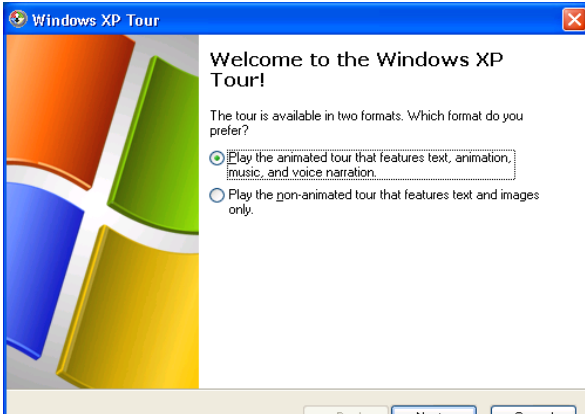 Windows XP Tour
Welcome to the Windows XP
Tour!
The tour is available in two formats. Which format do you
prefer?
Play the animated tour that features text, animation,
music, and voice narration.
Play the non-animated tour that features text and images
only.